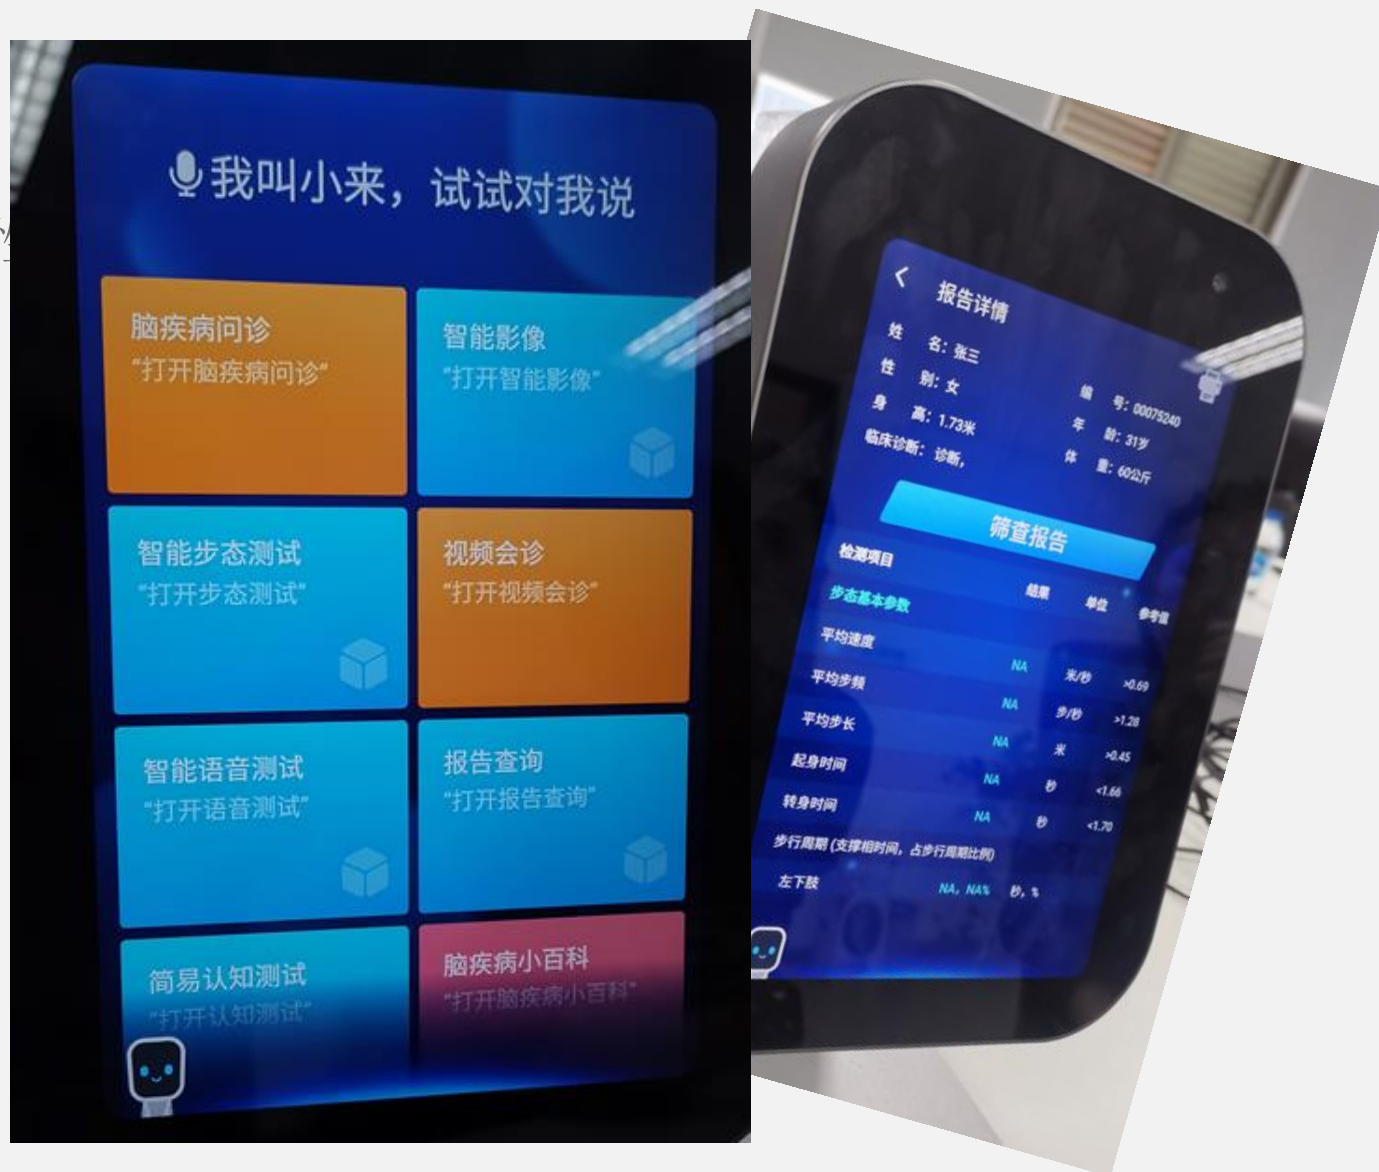 我叫小来，试试对我说
脑疾病问诊
“打开脑疾病问诊”
智能影像
“打开智能影像”
智能步态测试
“打开步态测试”
视频会诊
“打开视频会诊”
智能语音测试
“打开语音测试”
报告查询
“打开报告查询”
简易认知测试
“打开认知测试”
脑疾病小百科
“打开脑疾病小百科”
报告详情
姓 名：张三
编 号：00075240
性 别：女
年 龄：31岁
身 高：1.73米
体 重：60公斤
临床诊断：诊断，
筛查报告
检测项目 结果 单位 参考值
步态基本参数
平均速度 NA 米/秒 >0.69
平均步频 NA 步/秒 >1.28
平均步长 NA 米 >0.45
起身时间 NA 秒 <1.66
转身时间 NA 秒 <1.70
步行周期 (支撑相时间，占步行周期比例)
左下肢 NA，NA% 秒，%